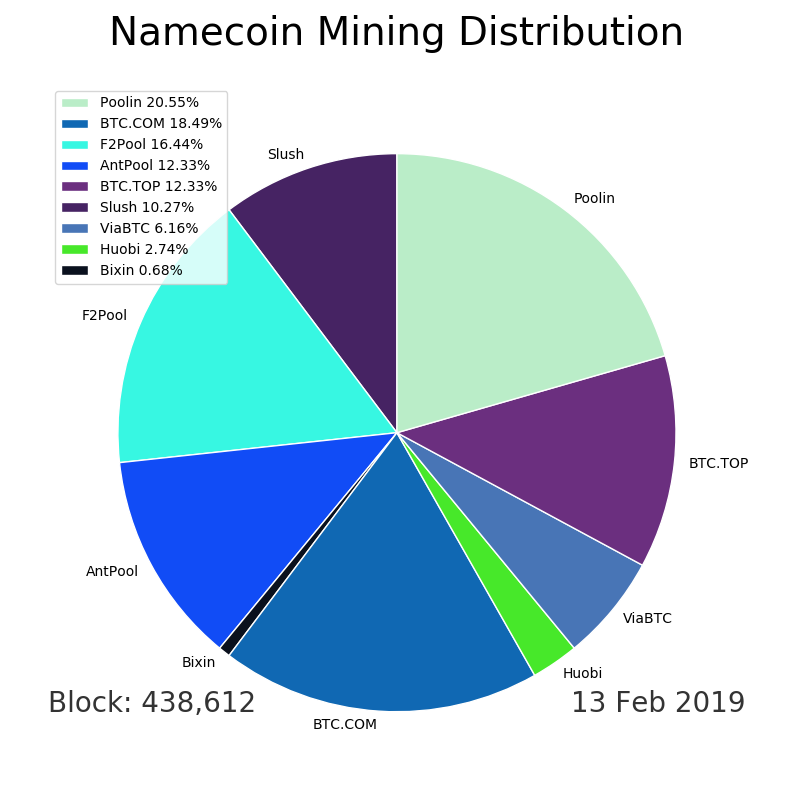 Namecoin Mining Distribution
Poolin 20.55%
BTC.COM 18.49%
F2Pool 16.44%
AntPool 12.33%
BTC.TOP 12.33%
Slush 10.27%
ViaBTC 6.16%
Huobi 2.74%
Bixin 0.68%
Slush
Poolin
F2Pool
BTC.TOP
AntPool
ViaBTC
Bixin
Huobi
BTC.COM
Block: 438,612
13 Feb 2019